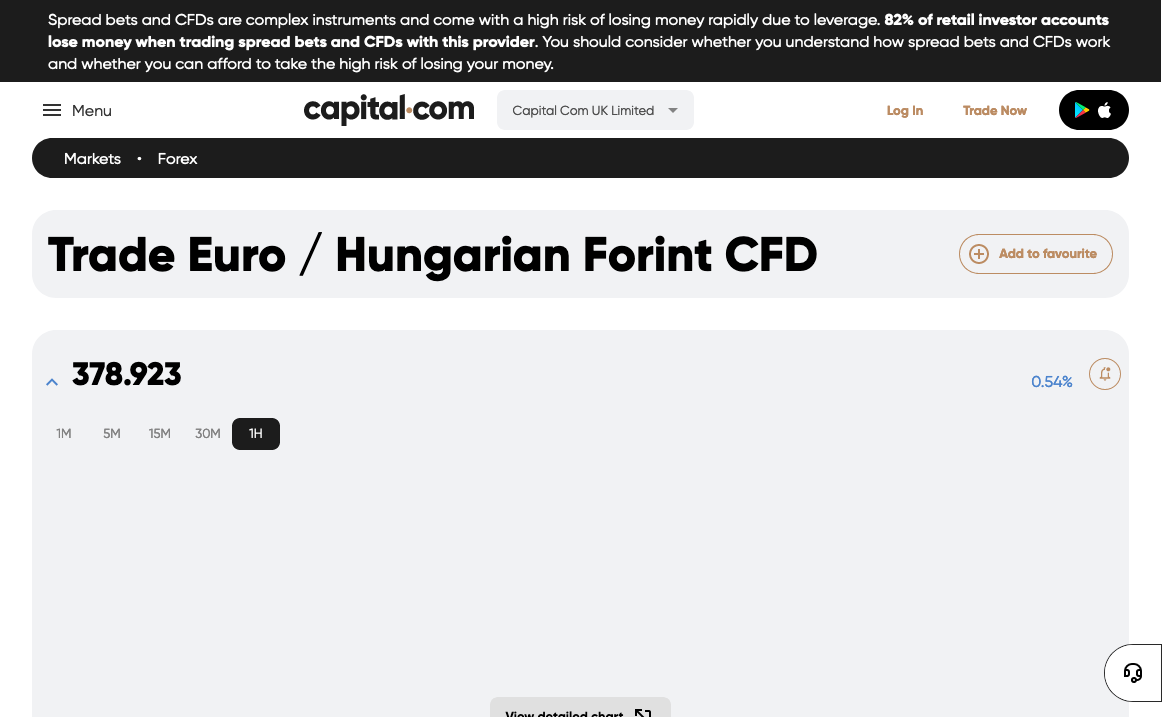 Spread bets and CFDs are complex instruments and come with a high risk of losing money rapidly due to leverage. 82% of retail investor accounts
lose money when trading spread bets and CFDs with this provider. You should consider whether you understand how spread bets and CFDs work
and whether you can afford to take the high risk of losing your money.
Menu capital.com Capital Com UK Limited Log In Trade Now
Markets • Forex
Trade Euro / Hungarian Forint CFD Add to favourite
378.923 0.54%
1M 5M 15M 30M 1H
View detailed chart